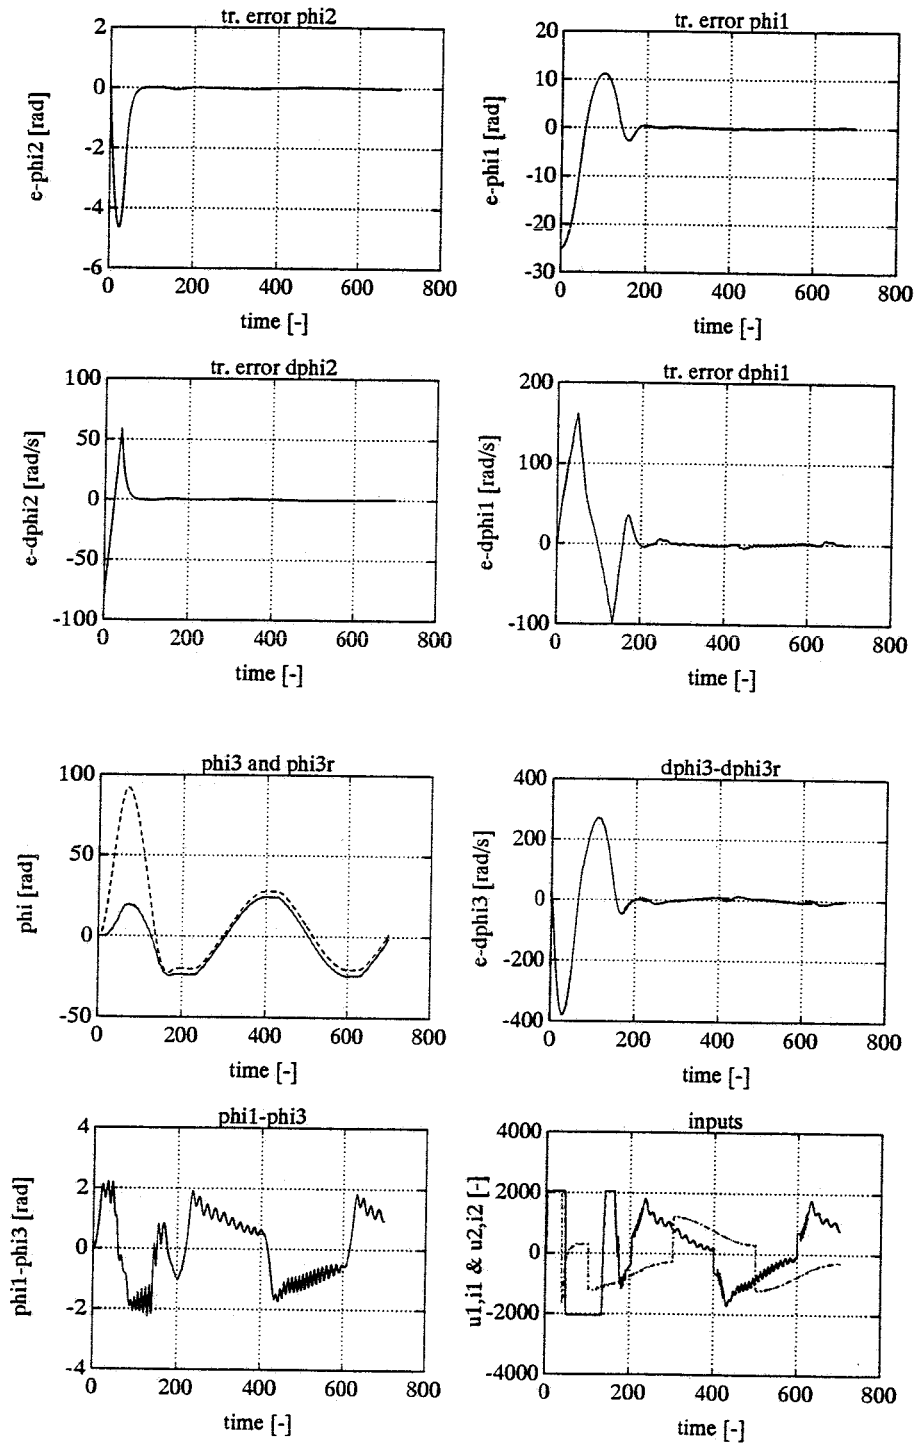 tr. error phi2
2
0
-2
-4
-6
e-phi2 [rad]
0 200 400 600 800
time [-]
tr. error phi1
20
10
0
-10
-20
-30
e-phi1 [rad]
0 200 400 600 800
time [-]
tr. error dphi2
100
50
0
-50
-100
e-dphi2 [rad/s]
0 200 400 600 800
time [-]
tr. error dphi1
200
100
0
-100
e-dphi1 [rad/s]
0 200 400 600 800
time [-]
phi3 and phi3r
100
50
0
-50
phi [rad]
0 200 400 600 800
time [-]
dphi3-dphi3r
400
200
0
-200
-400
e-dphi3 [rad/s]
0 200 400 600 800
time [-]
phi1-phi3
4
2
0
-2
-4
phi1-phi3 [rad]
0 200 400 600 800
time [-]
inputs
4000
2000
0
-2000
-4000
u1,i1 & u2,i2 [-]
0 200 400 600 800
time [-]